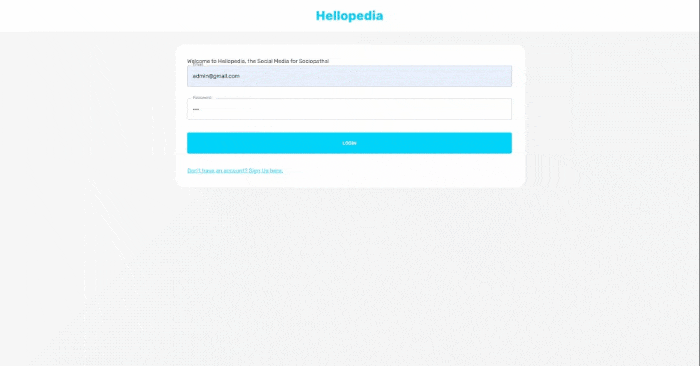 Hellopedia
Welcome to Hellopedia, the Social Media for Sociopaths!
Email
admin@gmail.com
Password
LOGIN
Don't have an account? Sign Up here.